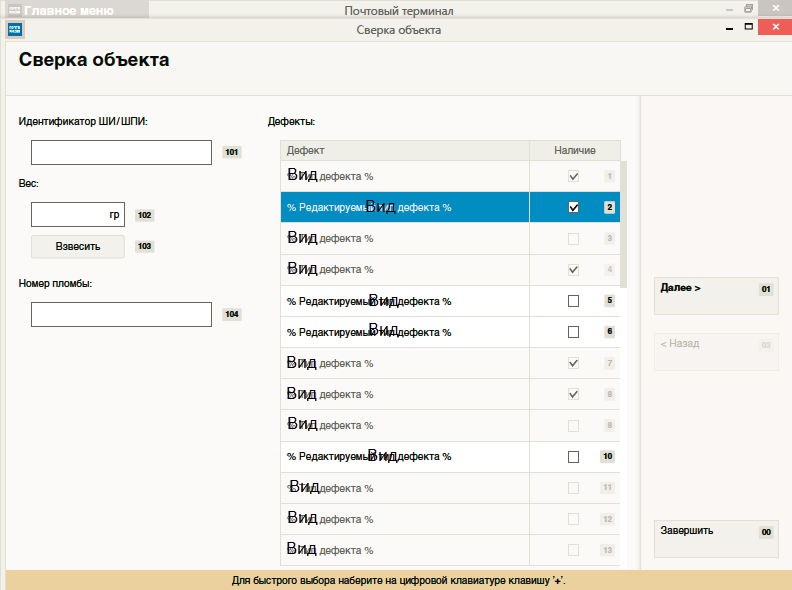 Главное меню
Почтовый терминал
Сверка объекта
Сверка объекта
Идентификатор ШИ/ШПИ:
101
Вес:
гр 102
Взвесить 103
Номер пломбы:
104
Дефекты:
Дефект Наличие
% Вид дефекта % 1
% Редактируемый Вид дефекта % 2
% Вид дефекта % 3
% Вид дефекта % 4
% Редактируемый Вид дефекта % 5
% Редактируемый Вид дефекта % 6
% Вид дефекта % 7
% Вид дефекта % 8
% Вид дефекта % 8
% Редактируемый Вид дефекта % 10
% Вид дефекта % 11
% Вид дефекта % 12
% Вид дефекта % 13
Далее > 01
< Назад
Завершить 00
Для быстрого выбора наберите на цифровой клавиатуре клавишу '+'.